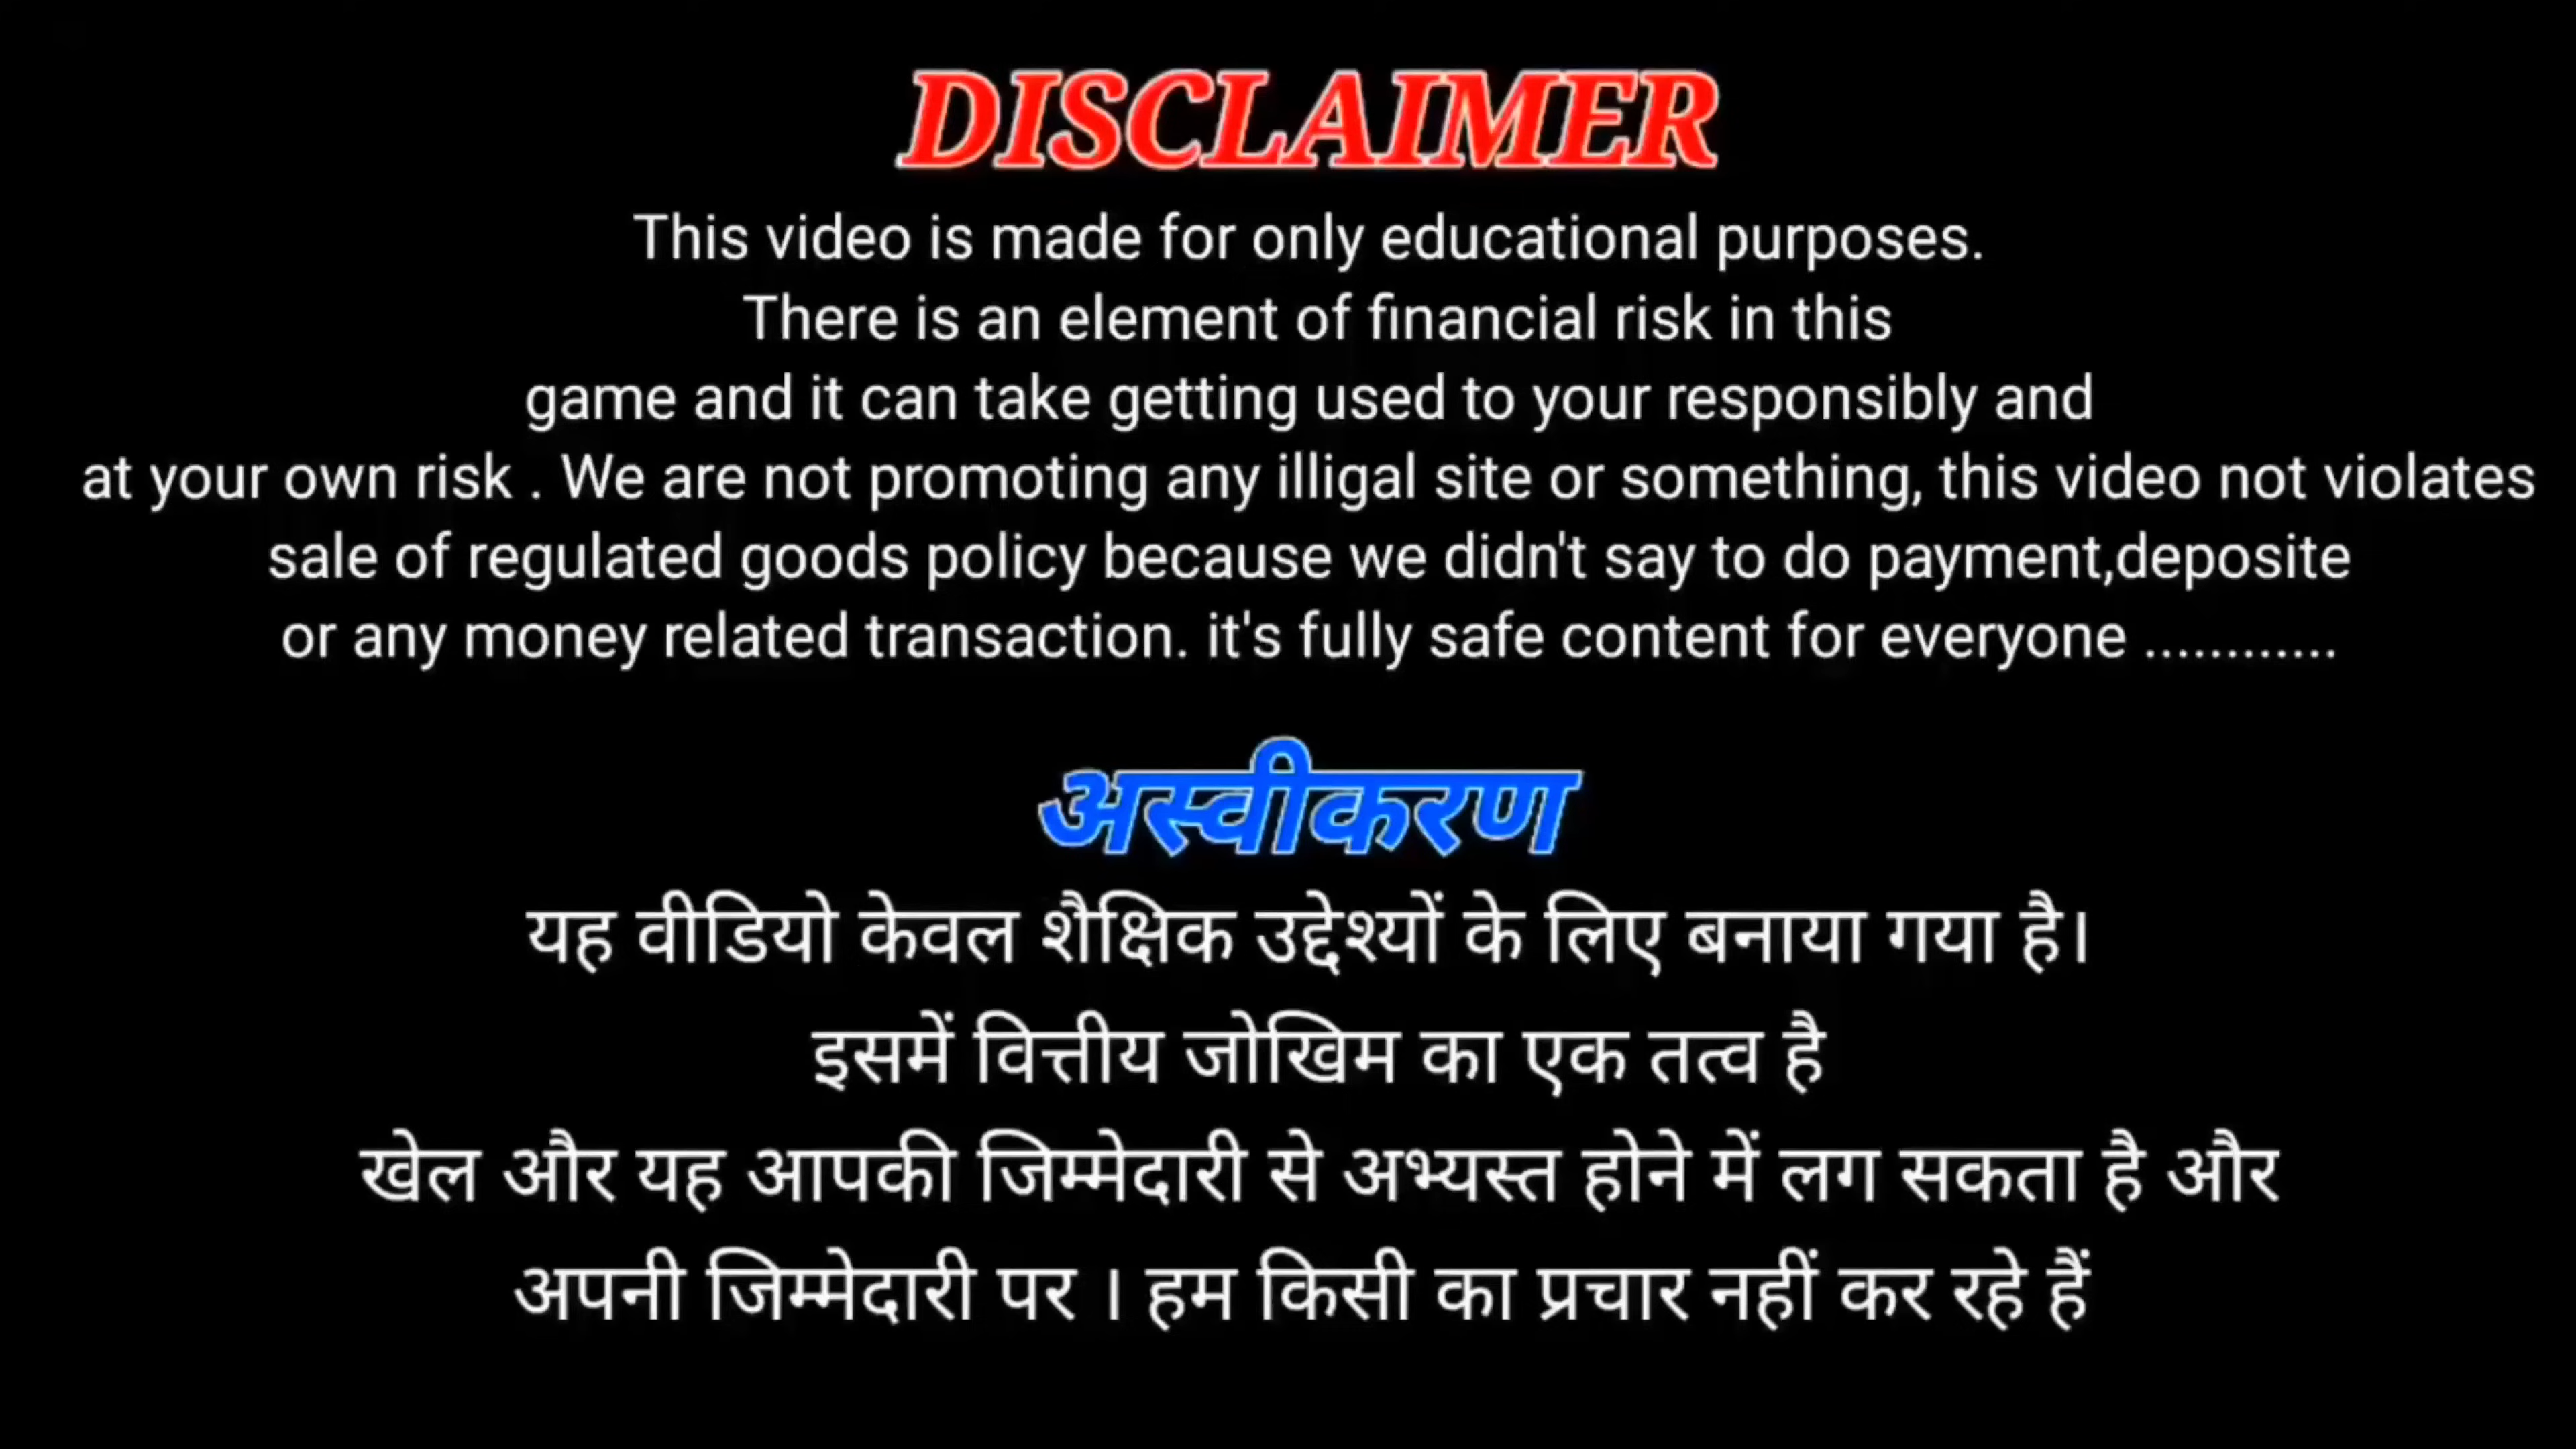 DISCLAIMER
This video is made for only educational purposes.
There is an element of financial risk in this
game and it can take getting used to your responsibly and
at your own risk . We are not promoting any illigal site or something, this video not violates
sale of regulated goods policy because we didn't say to do payment,deposite
or any money related transaction. it's fully safe content for everyone ............
अस्वीकरण
यह वीडियो केवल शैक्षिक उद्देश्यों के लिए बनाया गया है।
इसमें वित्तीय जोखिम का एक तत्व है
खेल और यह आपकी जिम्मेदारी से अभ्यस्त होने में लग सकता है और
अपनी जिम्मेदारी पर । हम किसी का प्रचार नहीं कर रहे हैं